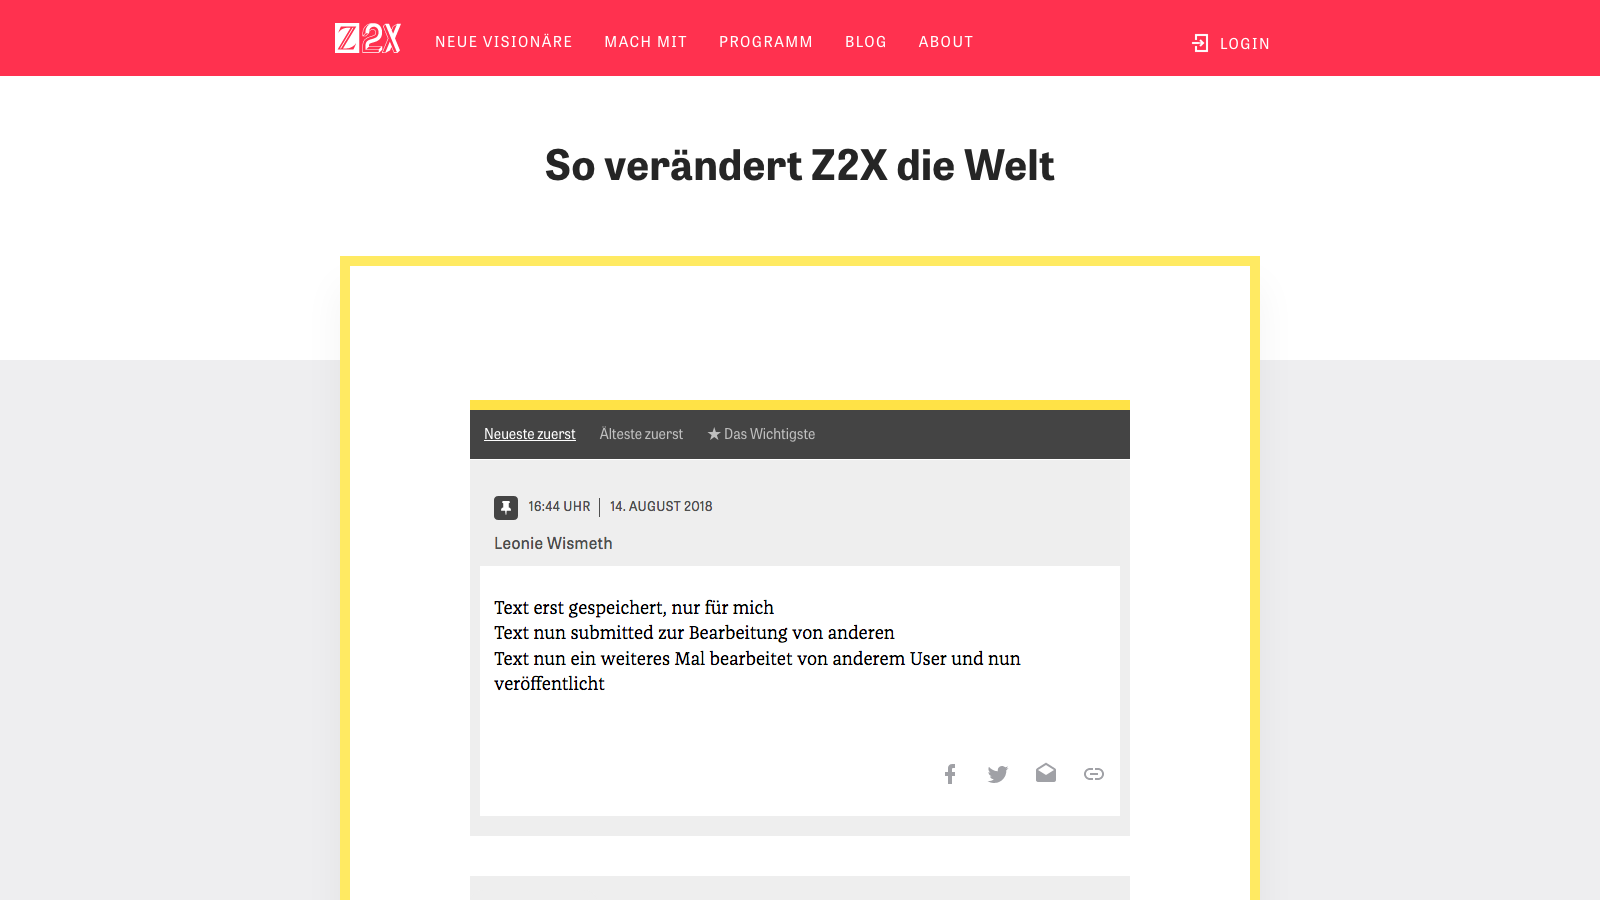 Z2X
NEUE VISIONÄRE
MACH MIT
PROGRAMM
BLOG
ABOUT
LOGIN
So verändert Z2X die Welt
Neueste zuerst
Älteste zuerst
★ Das Wichtigste
16:44 UHR
14. AUGUST 2018
Leonie Wismeth
Text erst gespeichert, nur für mich
Text nun submitted zur Bearbeitung von anderen
Text nun ein weiteres Mal bearbeitet von anderem User und nun
veröffentlicht